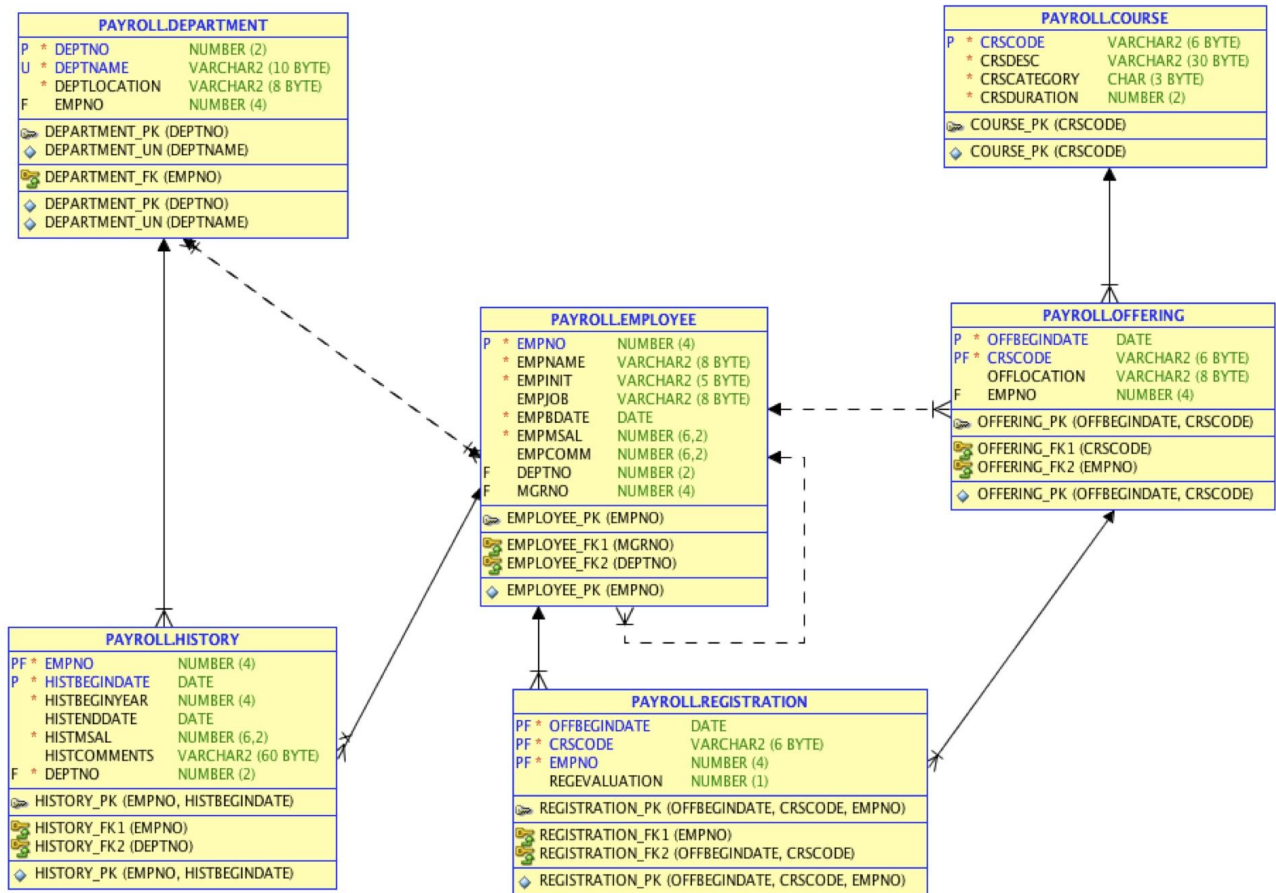 PAYROLL.DEPARTMENT
P * DEPTNO NUMBER (2)
U * DEPTNAME VARCHAR2 (10 BYTE)
* DEPTLOCATION VARCHAR2 (8 BYTE)
F EMPNO NUMBER (4)
DEPARTMENT_PK (DEPTNO)
DEPARTMENT_UN (DEPTNAME)
DEPARTMENT_FK (EMPNO)
DEPARTMENT_PK (DEPTNO)
DEPARTMENT_UN (DEPTNAME)
PAYROLL.COURSE
P * CRSCODE VARCHAR2 (6 BYTE)
* CRSDESC VARCHAR2 (30 BYTE)
* CRSCATEGORY CHAR (3 BYTE)
* CRSDURATION NUMBER (2)
COURSE_PK (CRSCODE)
COURSE_PK (CRSCODE)
PAYROLL.EMPLOYEE
P * EMPNO NUMBER (4)
* EMPNAME VARCHAR2 (8 BYTE)
* EMPINIT VARCHAR2 (5 BYTE)
EMPJOB VARCHAR2 (8 BYTE)
* EMPBDATE DATE
* EMPMSAL NUMBER (6,2)
EMPCOMM NUMBER (6,2)
F DEPTNO NUMBER (2)
F MGRNO NUMBER (4)
EMPLOYEE_PK (EMPNO)
EMPLOYEE_FK1 (MGRNO)
EMPLOYEE_FK2 (DEPTNO)
EMPLOYEE_PK (EMPNO)
PAYROLL.OFFERING
P * OFFBEGINDATE DATE
PF * CRSCODE VARCHAR2 (6 BYTE)
OFFLOCATION VARCHAR2 (8 BYTE)
F EMPNO NUMBER (4)
OFFERING_PK (OFFBEGINDATE, CRSCODE)
OFFERING_FK1 (CRSCODE)
OFFERING_FK2 (EMPNO)
OFFERING_PK (OFFBEGINDATE, CRSCODE)
PAYROLL.HISTORY
PF * EMPNO NUMBER (4)
P * HISTBEGINDATE DATE
* HISTBEGINYEAR NUMBER (4)
HISTENDDATE DATE
* HISTMSAL NUMBER (6,2)
HISTCOMMENTS VARCHAR2 (60 BYTE)
F * DEPTNO NUMBER (2)
HISTORY_PK (EMPNO, HISTBEGINDATE)
HISTORY_FK1 (EMPNO)
HISTORY_FK2 (DEPTNO)
HISTORY_PK (EMPNO, HISTBEGINDATE)
PAYROLL.REGISTRATION
PF * OFFBEGINDATE DATE
PF * CRSCODE VARCHAR2 (6 BYTE)
PF * EMPNO NUMBER (4)
REGEVALUATION NUMBER (1)
REGISTRATION_PK (OFFBEGINDATE, CRSCODE, EMPNO)
REGISTRATION_FK1 (EMPNO)
REGISTRATION_FK2 (OFFBEGINDATE, CRSCODE)
REGISTRATION_PK (OFFBEGINDATE, CRSCODE, EMPNO)